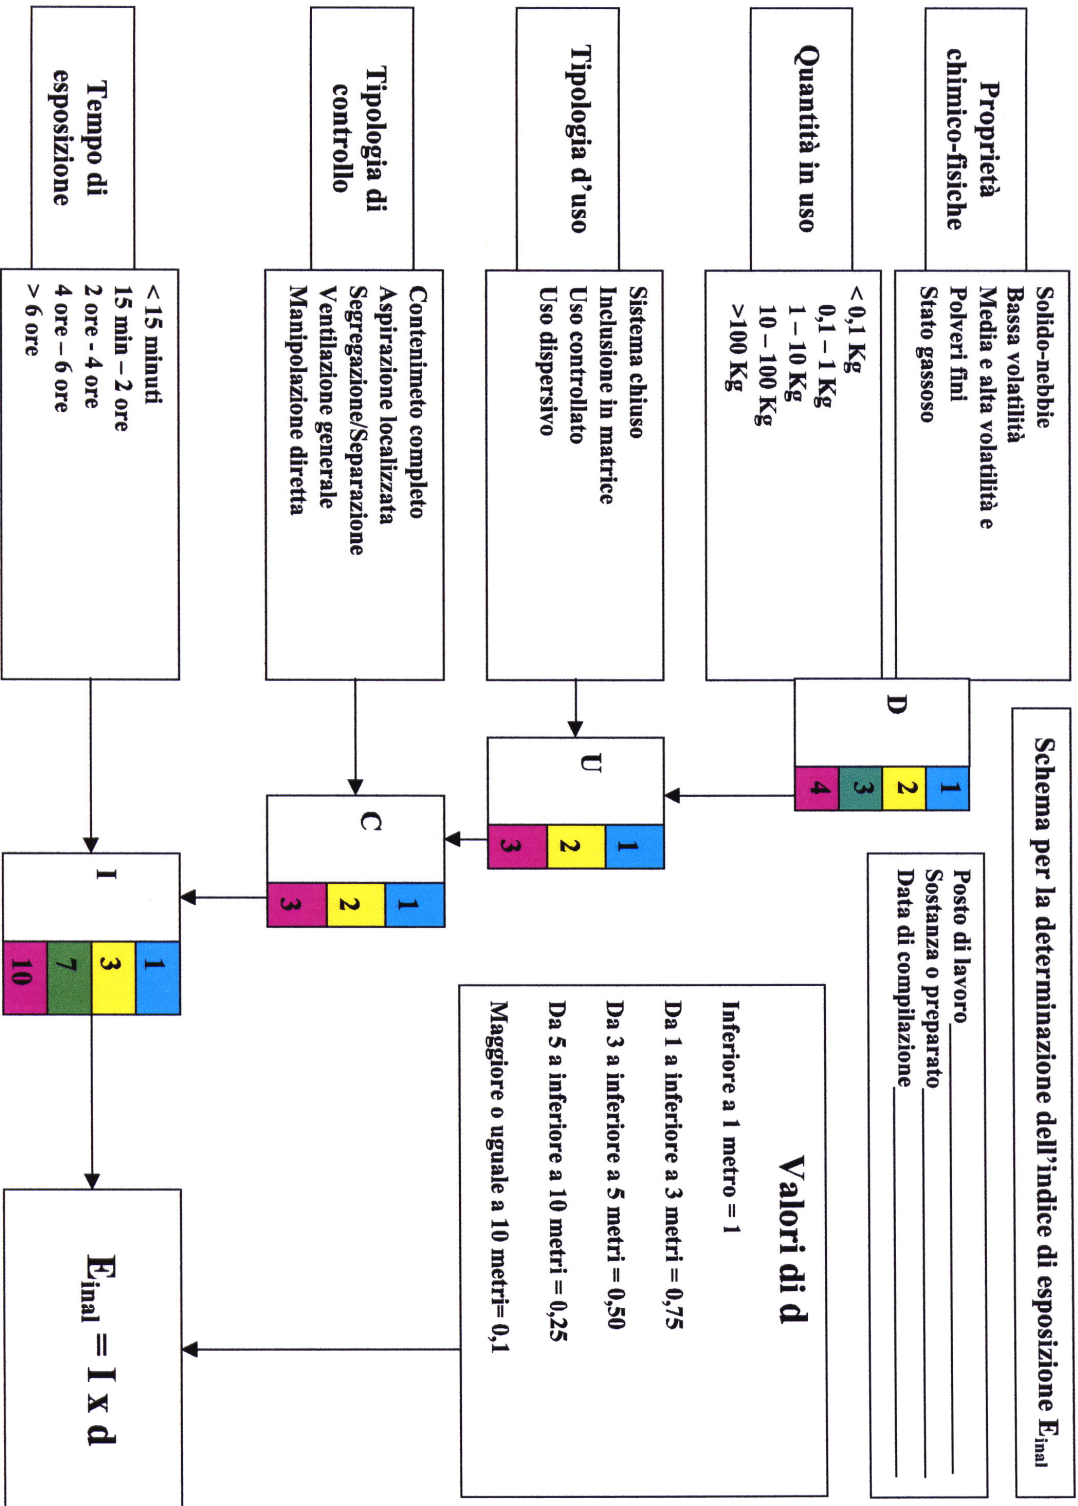 Schema per la determinazione dell'indice di esposizione E inal
Posto di lavoro
Sostanza o preparato
Data di compilazione
Proprietà
chimico-fisiche
Solido-nebbie
Bassa volatilità
Media e alta volatilità e
Polveri fini
Stato gassoso
Quantità in uso
< 0,1 Kg
0,1 – 1 Kg
1 – 10 Kg
10 – 100 Kg
>100 Kg
D
1
2
3
4
Tipologia d'uso
Sistema chiuso
Inclusione in matrice
Uso controllato
Uso dispersivo
U
1
2
3
Tipologia di
controllo
Contenimeto completo
Aspirazione localizzata
Segregazione/Separazione
Ventilazione generale
Manipolazione diretta
C
1
2
3
Tempo di
esposizione
< 15 minuti
15 min – 2 ore
2 ore - 4 ore
4 ore – 6 ore
> 6 ore
I
1
3
7
10
Valori di d
Inferiore a 1 metro = 1
Da 1 a inferiore a 3 metri = 0,75
Da 3 a inferiore a 5 metri = 0,50
Da 5 a inferiore a 10 metri = 0,25
Maggiore o uguale a 10 metri= 0,1
E inal = I x d